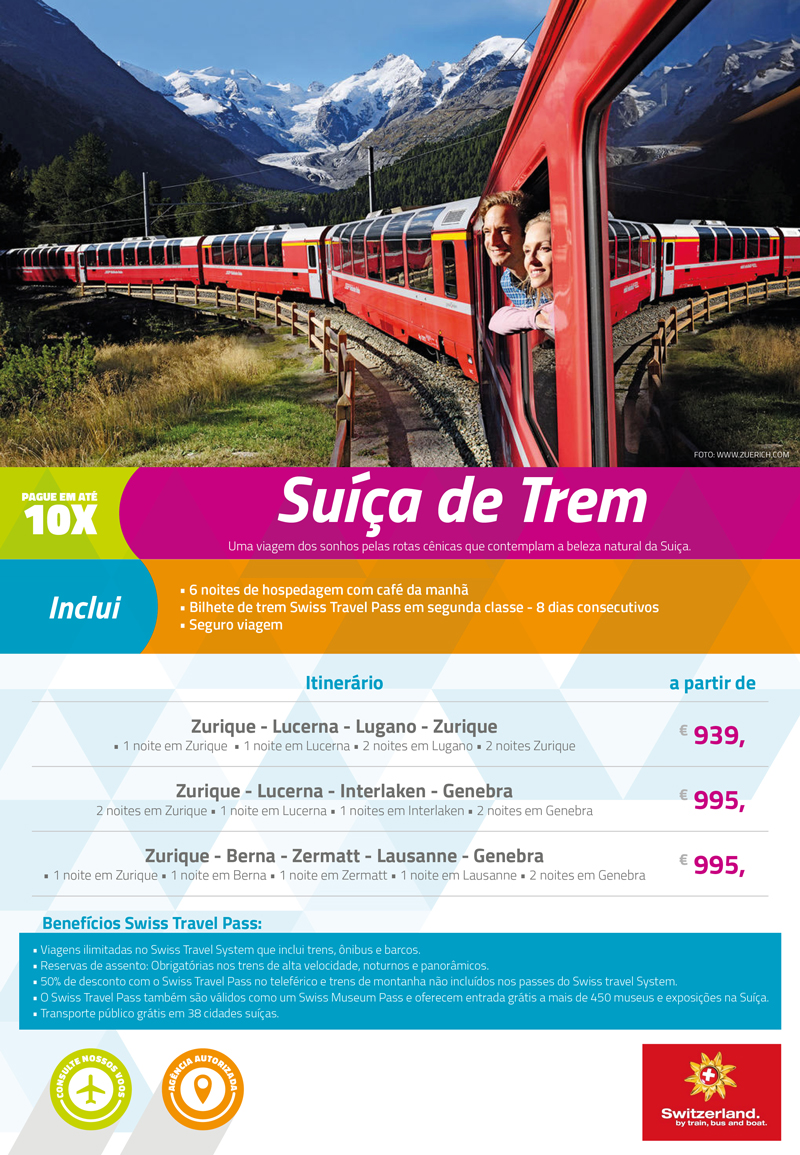 FOTO: WWW.ZUERICH.COM
PAGUE EM ATÉ
10X
Suíça de Trem
Uma viagem dos sonhos pelas rotas cênicas que contemplam a beleza natural da Suiça.
Inclui
• 6 noites de hospedagem com café da manhã
• Bilhete de trem Swiss Travel Pass em segunda classe - 8 dias consecutivos
• Seguro viagem
Itinerário a partir de
Zurique - Lucerna - Lugano - Zurique
• 1 noite em Zurique • 1 noite em Lucerna • 2 noites em Lugano • 2 noites Zurique
€ 939,
Zurique - Lucerna - Interlaken - Genebra
2 noites em Zurique • 1 noite em Lucerna • 1 noites em Interlaken • 2 noites em Genebra
€ 995,
Zurique - Berna - Zermatt - Lausanne - Genebra
• 1 noite em Zurique • 1 noite em Berna • 1 noite em Zermatt • 1 noite em Lausanne • 2 noites em Genebra
€ 995,
Benefícios Swiss Travel Pass:
• Viagens ilimitadas no Swiss Travel System que inclui trens, ônibus e barcos.
• Reservas de assento: Obrigatórias nos trens de alta velocidade, noturnos e panorâmicos.
• 50% de desconto com o Swiss Travel Pass no teleférico e trens de montanha não incluídos nos passes do Swiss travel System.
• O Swiss Travel Pass também são válidos como um Swiss Museum Pass e oferecem entrada grátis a mais de 450 museus e exposições na Suíça.
• Transporte público grátis em 38 cidades suíças.
CONSULTE NOSSOS VOOS
AGÊNCIA AUTORIZADA
Switzerland.
by train, bus and boat.